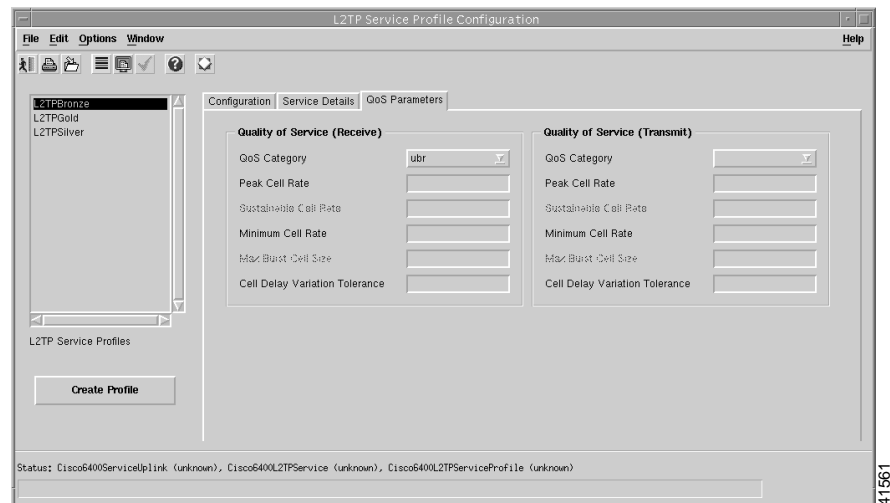 L2TP Service Profile Configuration
File Edit Options Window Help
L2TPBronze
L2TPGold
L2TPSilver
L2TP Service Profiles
Create Profile
Configuration Service Details QoS Parameters
Quality of Service (Receive)
QoS Category ubr
Peak Cell Rate
Sustainable Cell Rate
Minimum Cell Rate
Max Burst Cell Size
Cell Delay Variation Tolerance
Quality of Service (Transmit)
QoS Category
Peak Cell Rate
Sustainable Cell Rate
Minimum Cell Rate
Max Burst Cell Size
Cell Delay Variation Tolerance
Status: Cisco6400ServiceUplink (unknown), Cisco6400L2TPService (unknown), Cisco6400L2TPServiceProfile (unknown)
41561